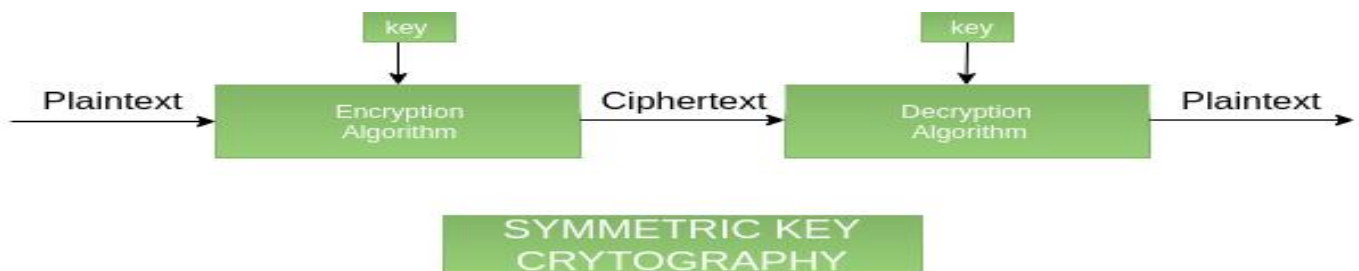 key
key
Plaintext
Encryption
Algorithm
Ciphertext
Decryption
Algorithm
Plaintext
SYMMETRIC KEY
CRYTOGRAPHY